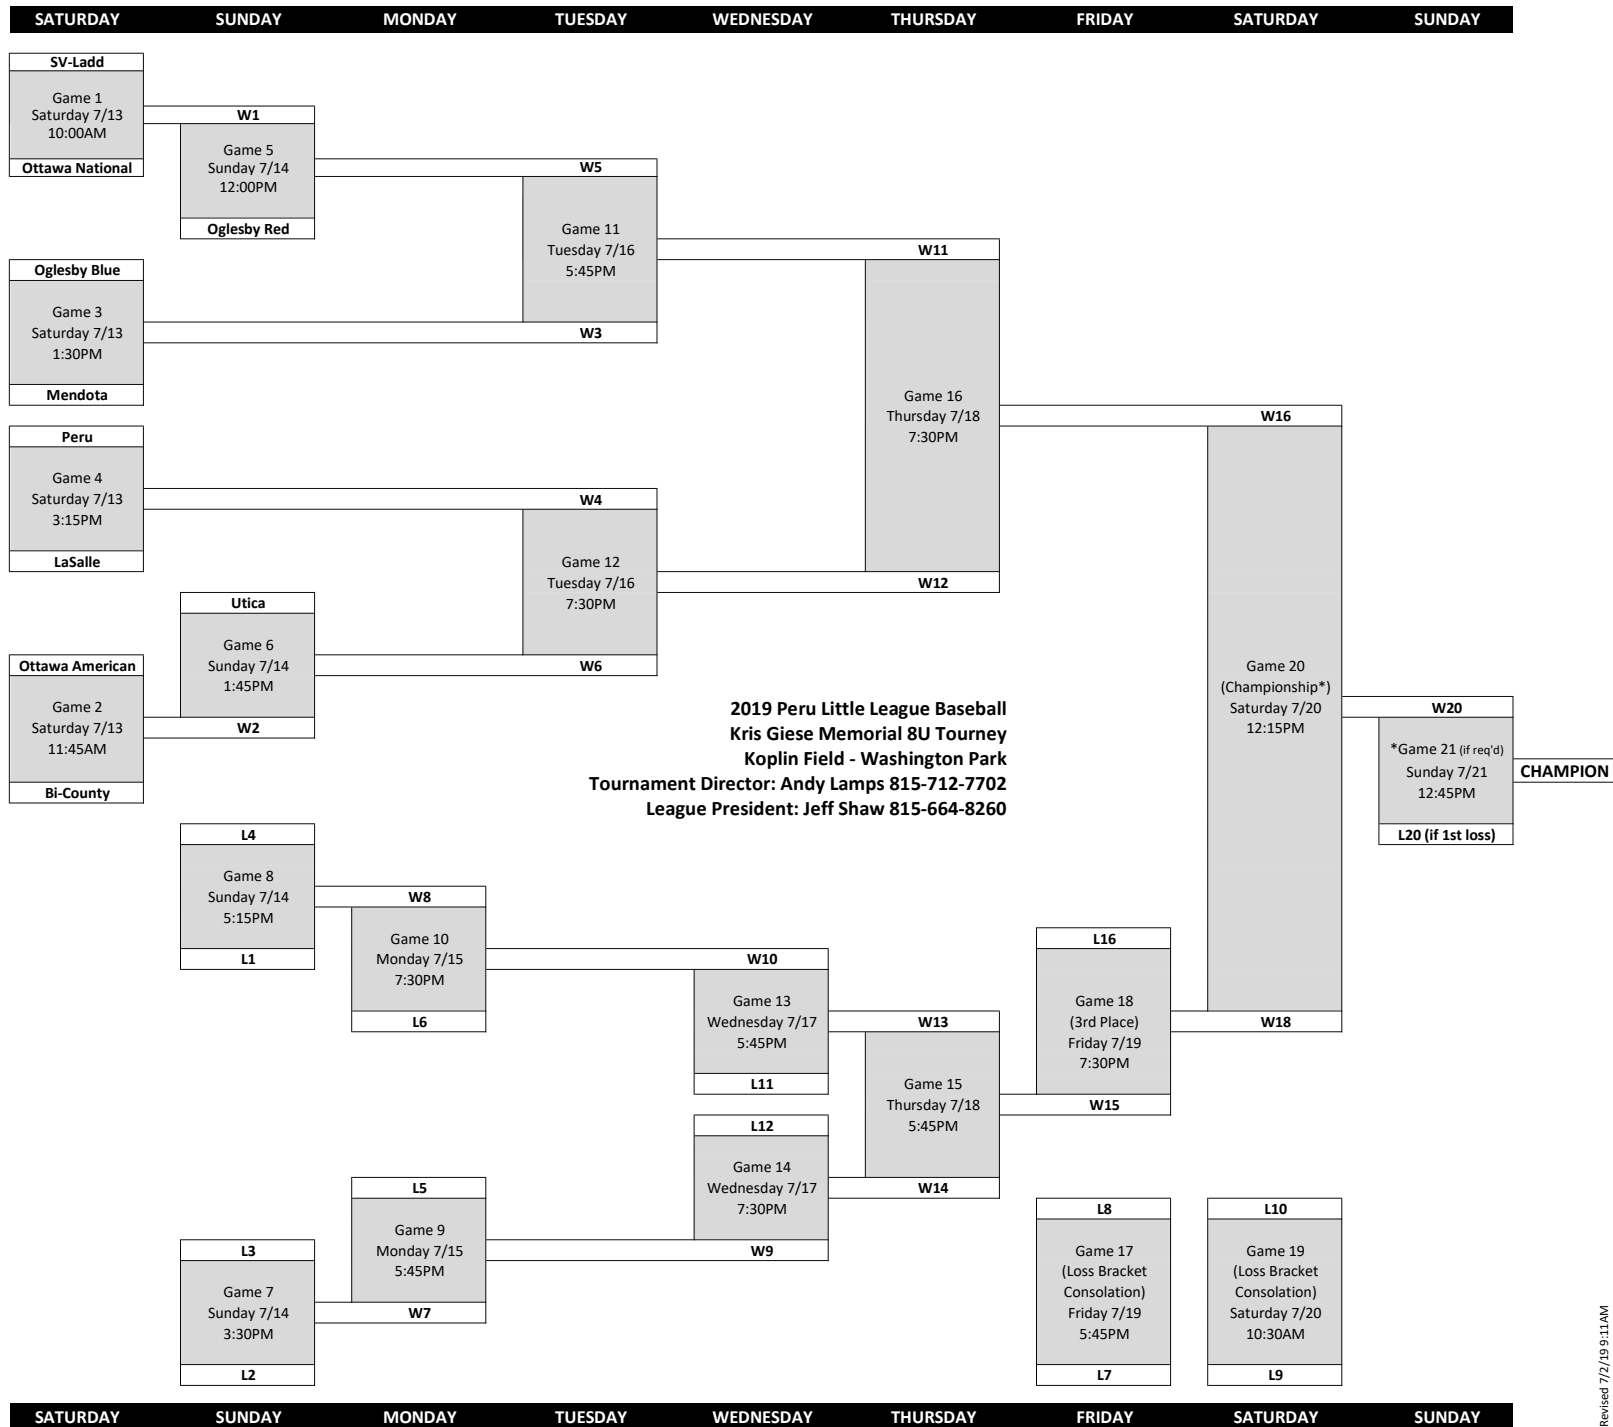 SATURDAY SUNDAY MONDAY TUESDAY WEDNESDAY THURSDAY FRIDAY SATURDAY SUNDAY
SV-Ladd
Game 1
Saturday 7/13
10:00AM
Ottawa National
W1
Game 5
Sunday 7/14
12:00PM
Oglesby Red
W5
Game 11
Tuesday 7/16
5:45PM
W3
Oglesby Blue
Game 3
Saturday 7/13
1:30PM
Mendota
W11
Game 16
Thursday 7/18
7:30PM
W12
Peru
Game 4
Saturday 7/13
3:15PM
LaSalle
W4
Game 12
Tuesday 7/16
7:30PM
W6
Utica
Game 6
Sunday 7/14
1:45PM
W2
Ottawa American
Game 2
Saturday 7/13
11:45AM
Bi-County
W16
Game 20
(Championship*)
Saturday 7/20
12:15PM
W18
W20
*Game 21 (if req'd)
Sunday 7/21
12:45PM
L20 (if 1st loss)
CHAMPION
2019 Peru Little League Baseball
Kris Giese Memorial 8U Tourney
Koplin Field - Washington Park
Tournament Director: Andy Lamps 815-712-7702
League President: Jeff Shaw 815-664-8260
L4
Game 8
Sunday 7/14
5:15PM
L1
W8
Game 10
Monday 7/15
7:30PM
L6
W10
Game 13
Wednesday 7/17
5:45PM
L11
W13
Game 15
Thursday 7/18
5:45PM
W14
L16
Game 18
(3rd Place)
Friday 7/19
7:30PM
W15
L12
Game 14
Wednesday 7/17
7:30PM
W9
L5
Game 9
Monday 7/15
5:45PM
W7
L3
Game 7
Sunday 7/14
3:30PM
L2
L8
Game 17
(Loss Bracket
Consolation)
Friday 7/19
5:45PM
L7
L10
Game 19
(Loss Bracket
Consolation)
Saturday 7/20
10:30AM
L9
Revised 7/2/19 9:11AM
SATURDAY SUNDAY MONDAY TUESDAY WEDNESDAY THURSDAY FRIDAY SATURDAY SUNDAY